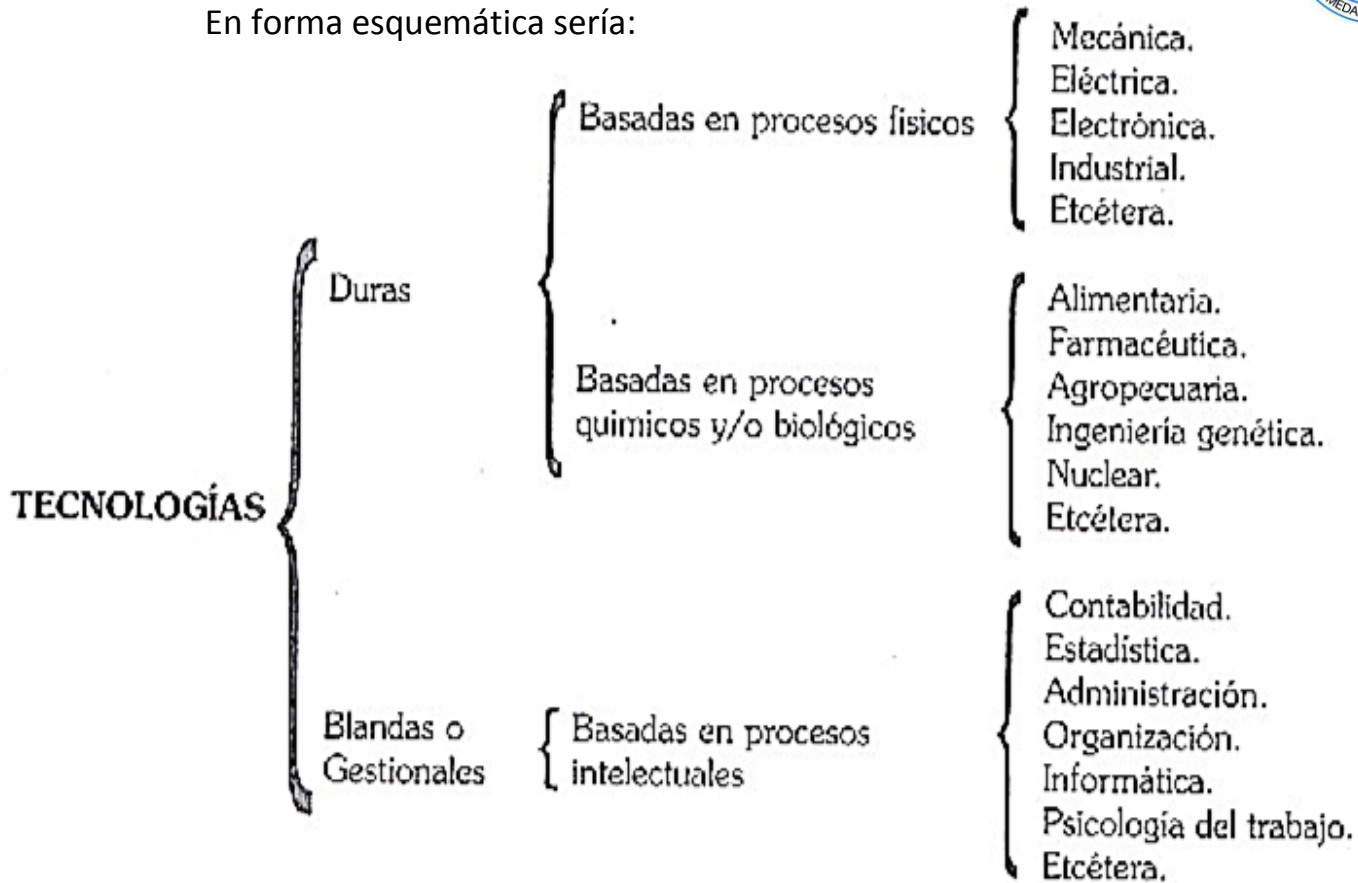 En forma esquemática sería:
TECNOLOGÍAS
Duras
Basadas en procesos físicos
Mecánica.
Eléctrica.
Electrónica.
Industrial.
Etcétera.
Basadas en procesos
quimicos y/o biológicos
Alimentaria.
Farmacéutica.
Agropecuaria.
Ingeniería genética.
Nuclear.
Etcétera.
Blandas o
Gestionales
Basadas en procesos
intelectuales
Contabilidad.
Estadística.
Administración.
Organización.
Informática.
Psicología del trabajo.
Etcétera.